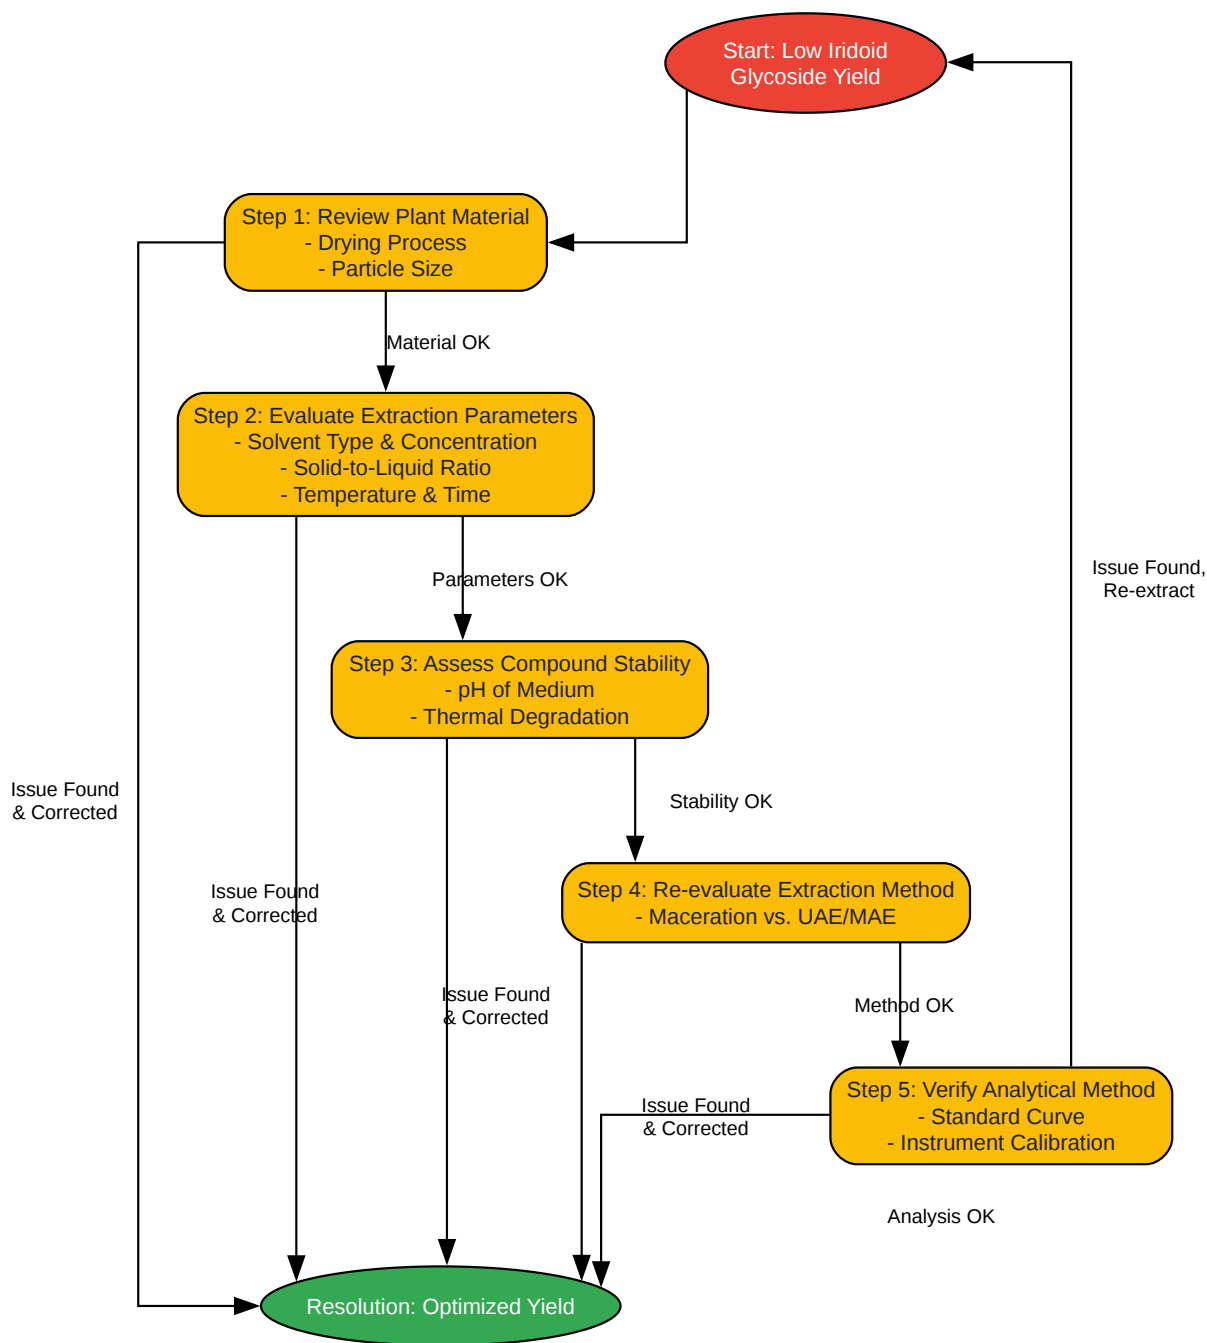 Start: Low Iridoid
Glycoside Yield
Step 1: Review Plant Material
- Drying Process
- Particle Size
Material OK
Step 2: Evaluate Extraction Parameters
- Solvent Type & Concentration
- Solid-to-Liquid Ratio
- Temperature & Time
Parameters OK
Issue Found,
Re-extract
Step 3: Assess Compound Stability
- pH of Medium
- Thermal Degradation
Issue Found
& Corrected
Stability OK
Step 4: Re-evaluate Extraction Method
- Maceration vs. UAE/MAE
Issue Found
& Corrected
Issue Found
& Corrected
Method OK
Step 5: Verify Analytical Method
- Standard Curve
- Instrument Calibration
Issue Found
& Corrected
Analysis OK
Resolution: Optimized Yield